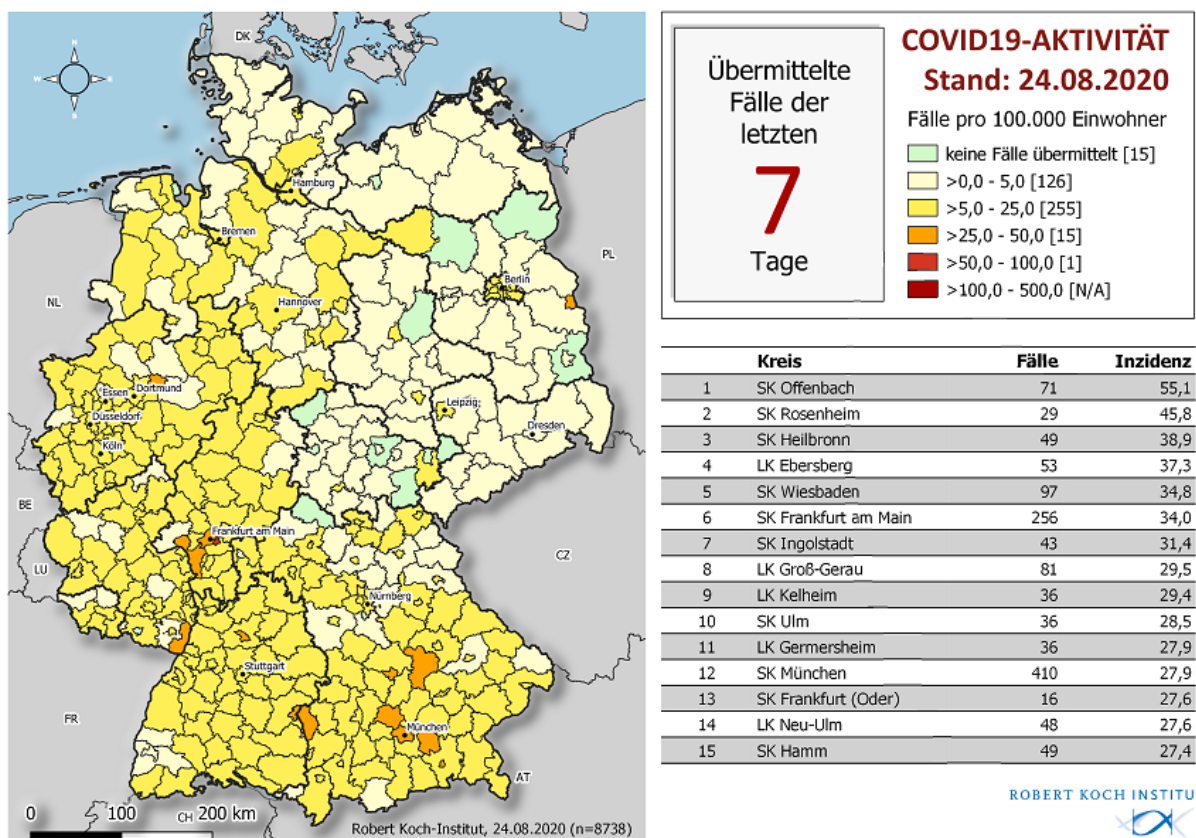 DK
N
W
E
S
Hamburg
Bremen
PL
Berlin
NL
Hannover
Essen
Dortmund
Düsseldorf
Leipzig
Dresden
Köln
BE
Frankfurt am Main
CZ
LU
Nürnberg
Stuttgart
FR
München
AT
0 100 200 km
CH
Robert Koch-Institut, 24.08.2020 (n=8738)
Übermittelte
Fälle der
letzten
7
Tage
COVID19-AKTIVITÄT
Stand: 24.08.2020
Fälle pro 100.000 Einwohner
keine Fälle übermittelt [15]
>0,0 - 5,0 [126]
>5,0 - 25,0 [255]
>25,0 - 50,0 [15]
>50,0 - 100,0 [1]
>100,0 - 500,0 [N/A]
Kreis Fälle Inzidenz
1 SK Offenbach 71 55,1
2 SK Rosenheim 29 45,8
3 SK Heilbronn 49 38,9
4 LK Ebersberg 53 37,3
5 SK Wiesbaden 97 34,8
6 SK Frankfurt am Main 256 34,0
7 SK Ingolstadt 43 31,4
8 LK Groß-Gerau 81 29,5
9 LK Kelheim 36 29,4
10 SK Ulm 36 28,5
11 LK Germersheim 36 27,9
12 SK München 410 27,9
13 SK Frankfurt (Oder) 16 27,6
14 LK Neu-Ulm 48 27,6
15 SK Hamm 49 27,4
ROBERT KOCH INSTITU